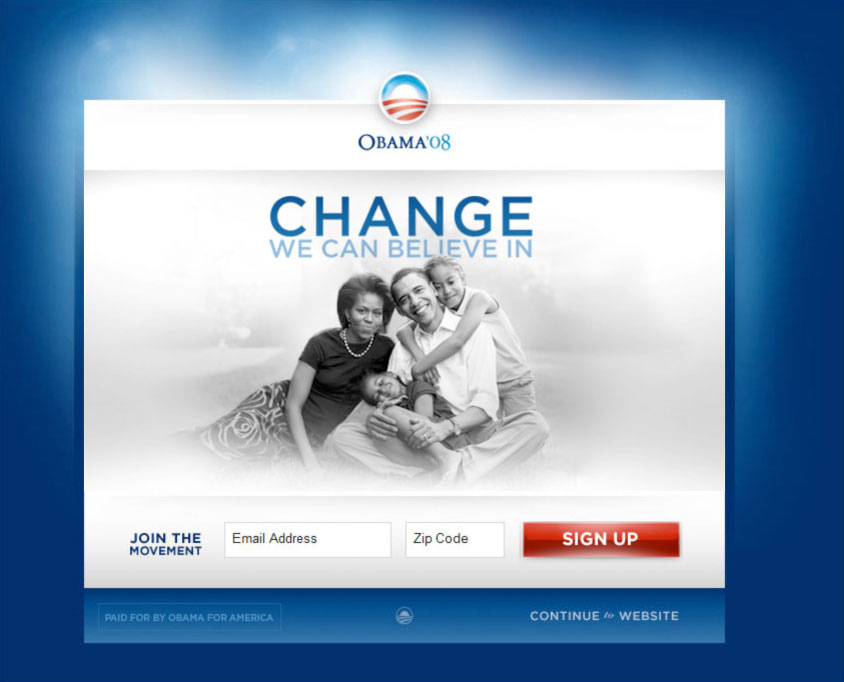 OBAMA'08
CHANGE
WE CAN BELIEVE IN
JOIN THE
MOVEMENT
Email Address
Zip Code
SIGN UP
PAID FOR BY OBAMA FOR AMERICA
CONTINUE to WEBSITE